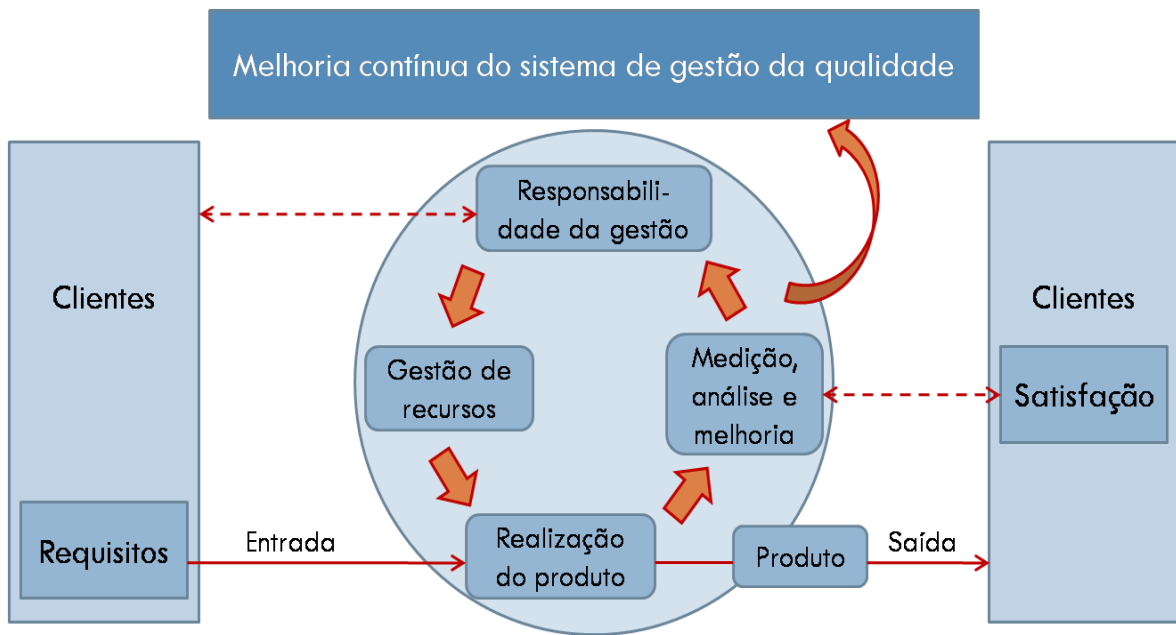 Melhoria contínua do sistema de gestão da qualidade
Responsabili-
dade da gestão
Clientes
Clientes
Gestão de
recursos
Medição,
análise e
melhoria
Satisfação
Requisitos
Entrada
Realização
do produto
Produto
Saída